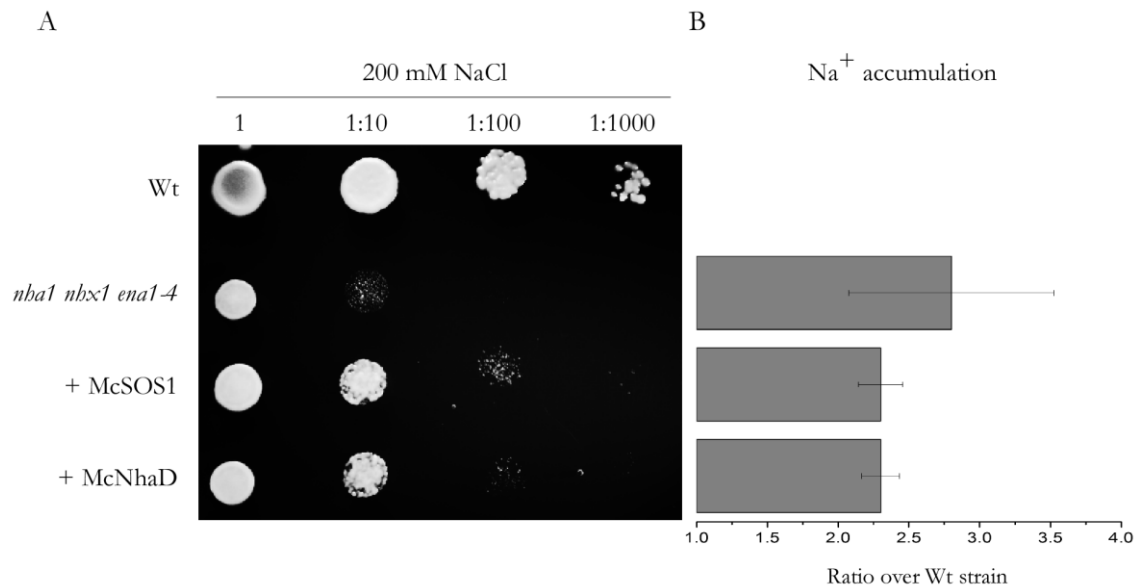 A
B
200 mM NaCl
Na+ accumulation
1 1:10 1:100 1:1000
Wt
nha1 nhx1 ena1-4
+ McSOS1
+ McNhaD
1.0 1.5 2.0 2.5 3.0 3.5 4.0
Ratio over Wt strain